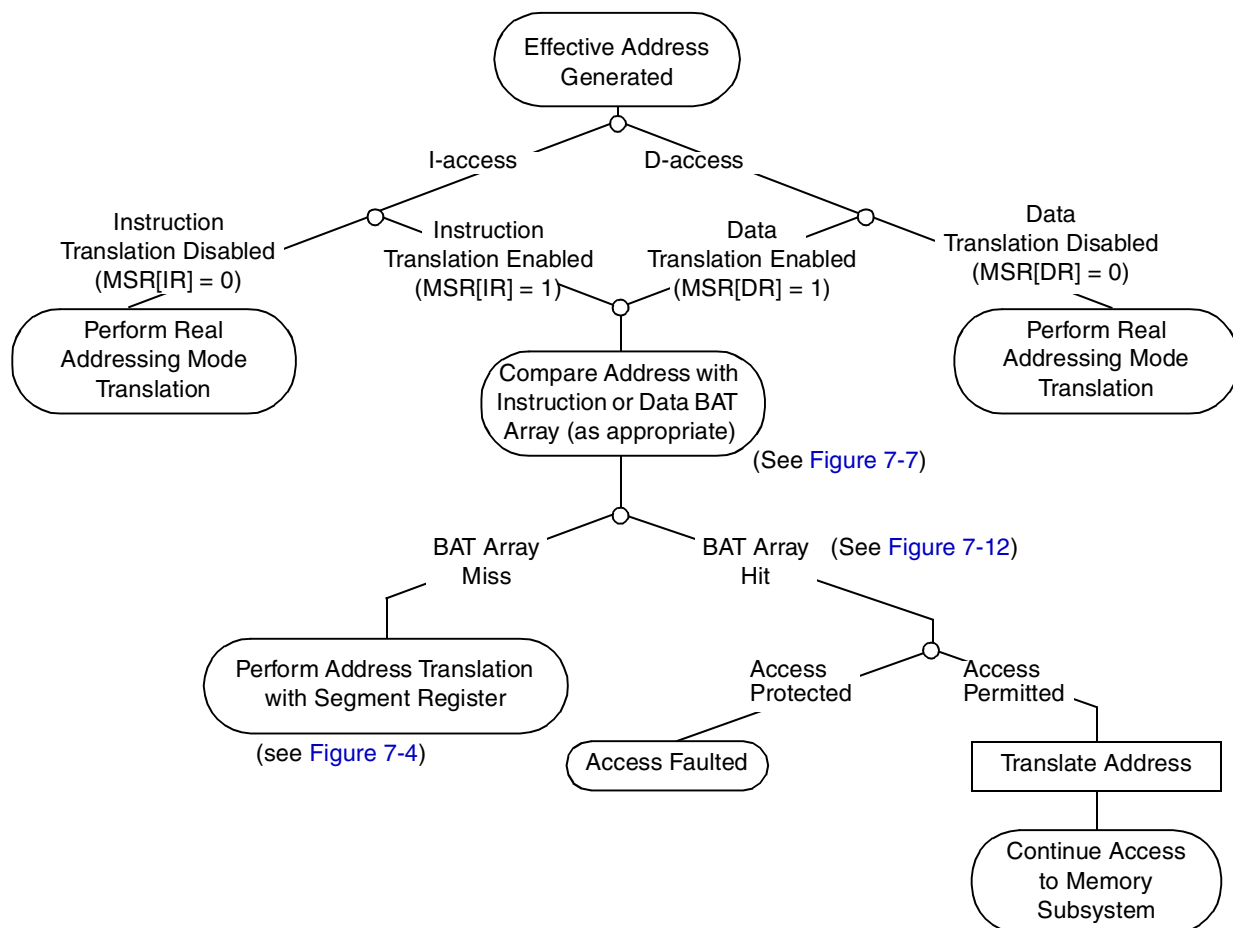 Effective Address
Generated
I-access
D-access
Instruction
Translation Disabled
(MSR[IR] = 0)
Instruction
Translation Enabled
(MSR[IR] = 1)
Data
Translation Enabled
(MSR[DR] = 1)
Data
Translation Disabled
(MSR[DR] = 0)
Perform Real
Addressing Mode
Translation
Perform Real
Addressing Mode
Translation
Compare Address with
Instruction or Data BAT
Array (as appropriate)
(See Figure 7-7)
BAT Array
Miss
BAT Array
Hit
(See Figure 7-12)
Perform Address Translation
with Segment Register
(see Figure 7-4)
Access
Protected
Access
Permitted
Access Faulted
Translate Address
Continue Access
to Memory
Subsystem